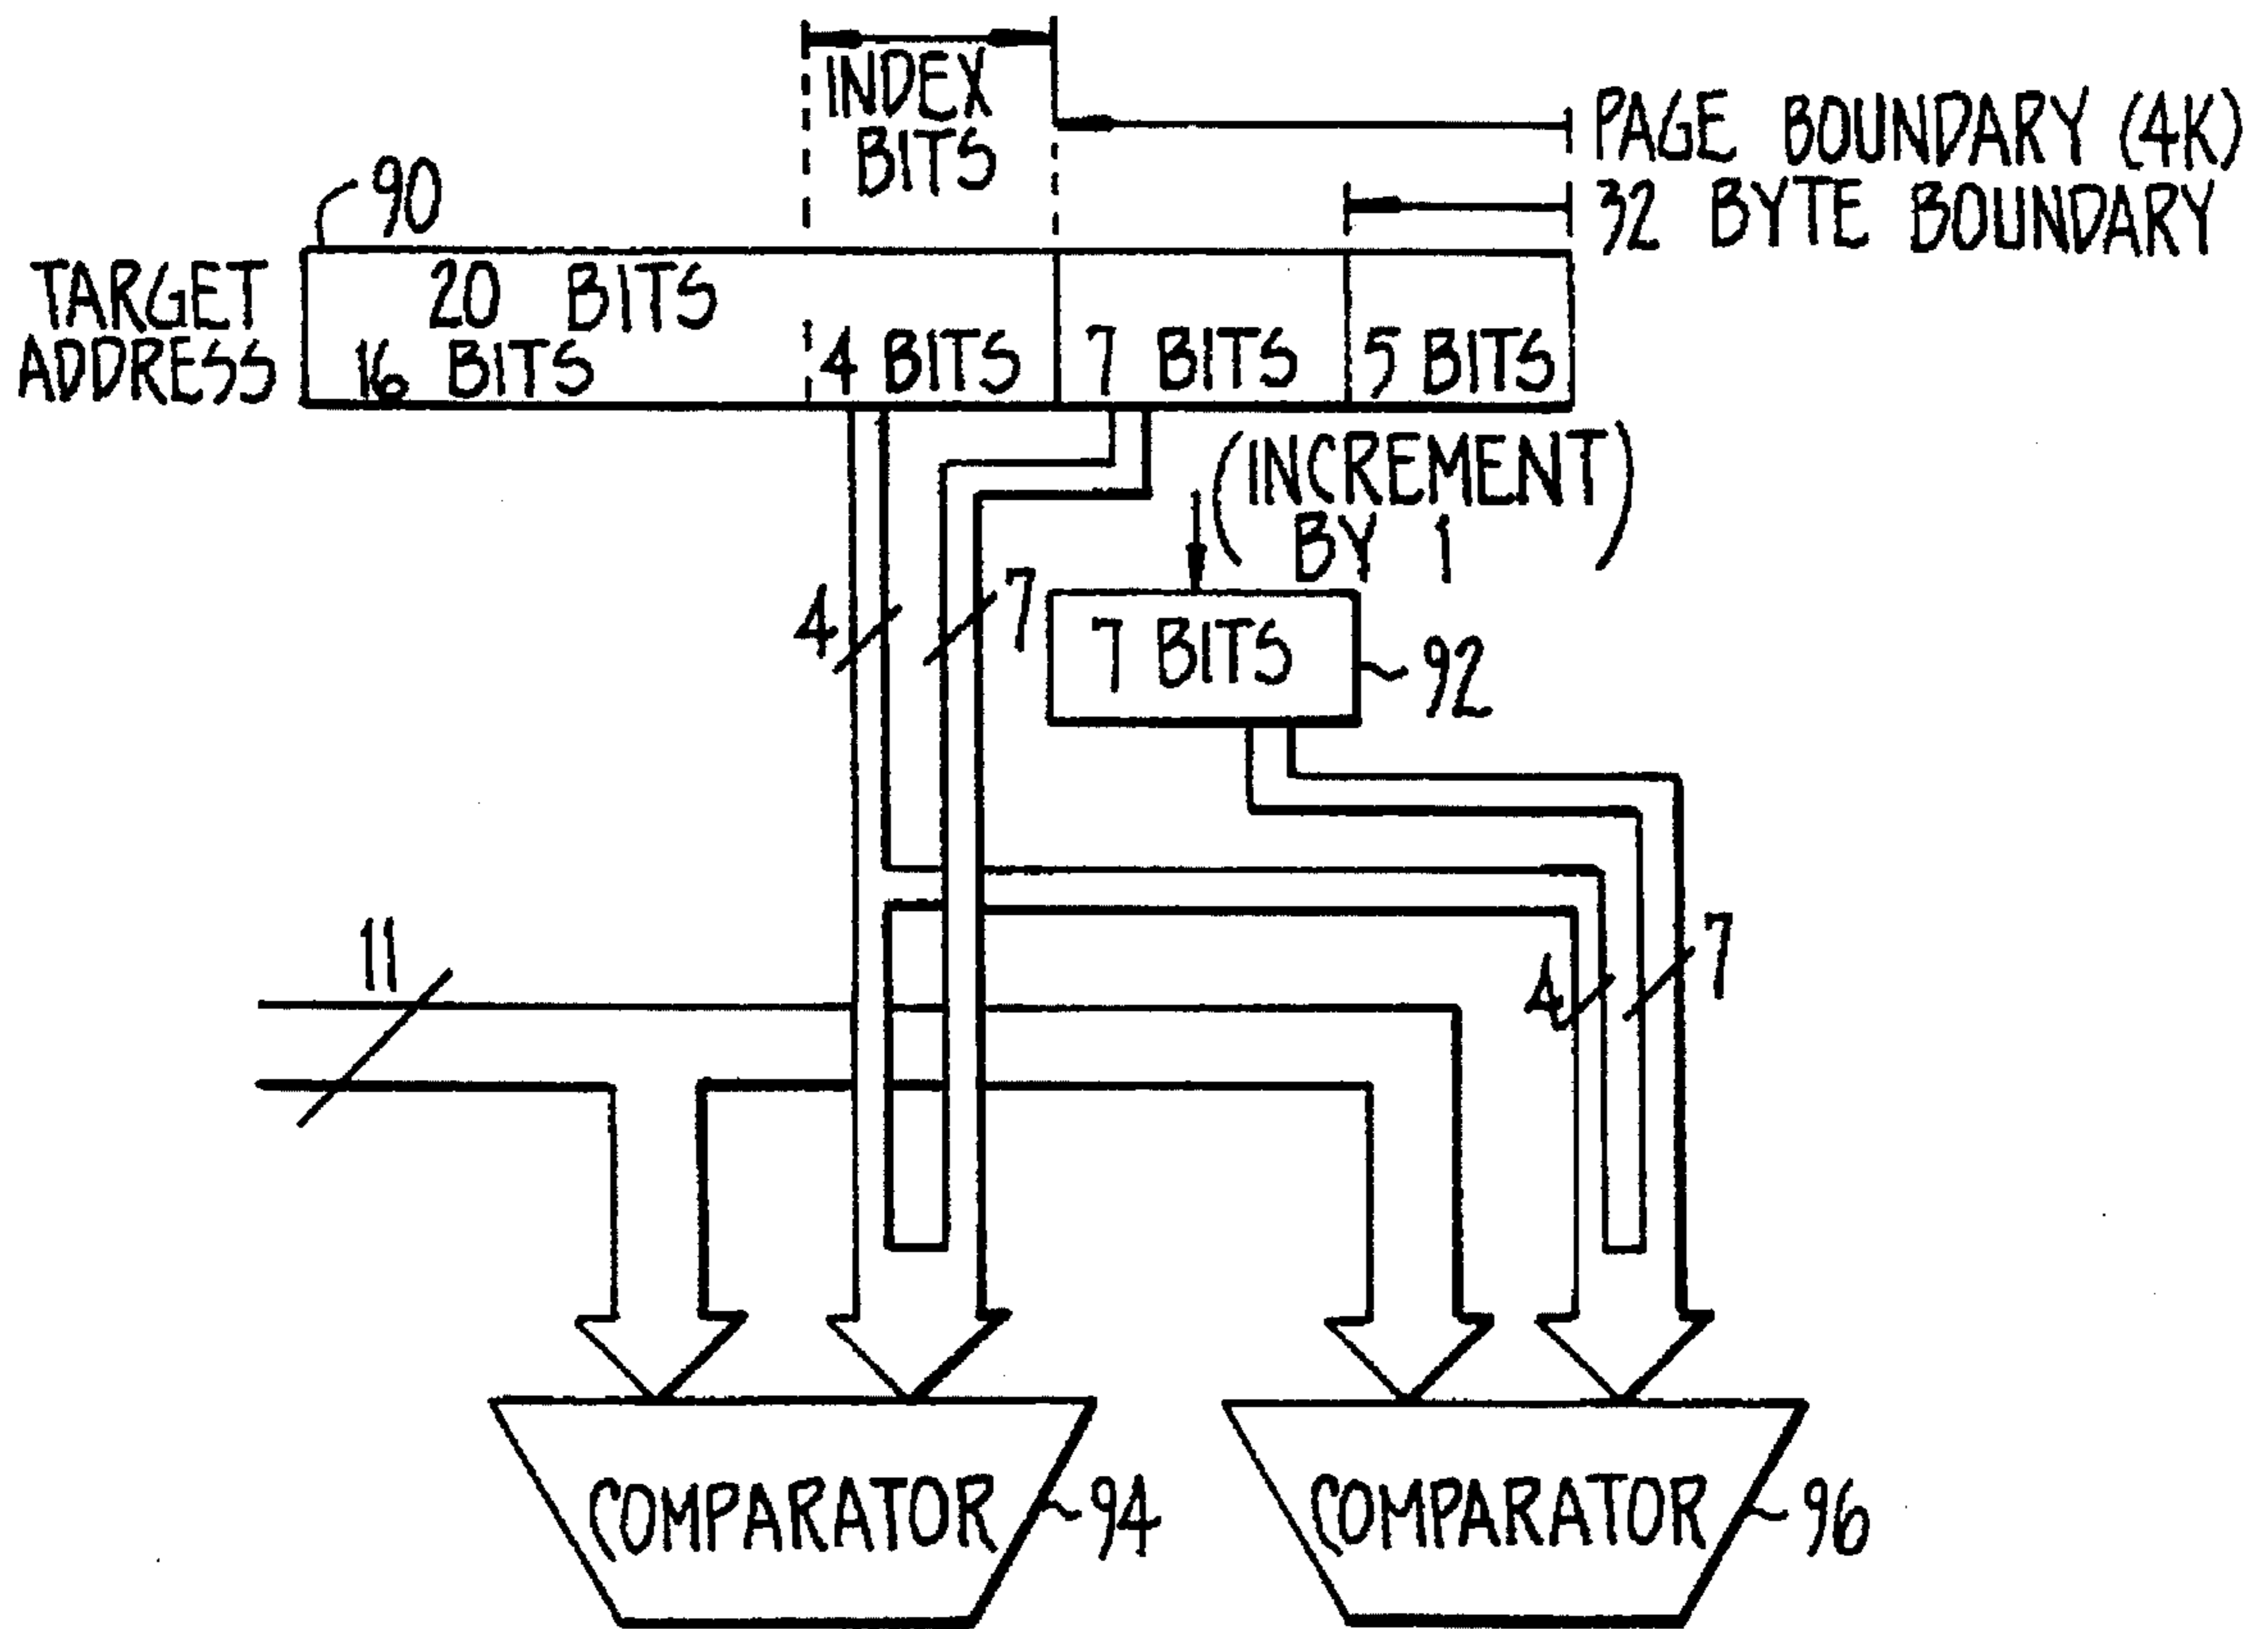 INDEX
BITS
PAGE BOUNDARY (4K)
32 BYTE BOUNDARY
90
TARGET
ADDRESS
20 BITS
16 BITS
4 BITS
7 BITS
5 BITS
(INCREMENT)
BY 1
4
7
7 BITS
92
11
4
7
COMPARATOR
94
COMPARATOR
96